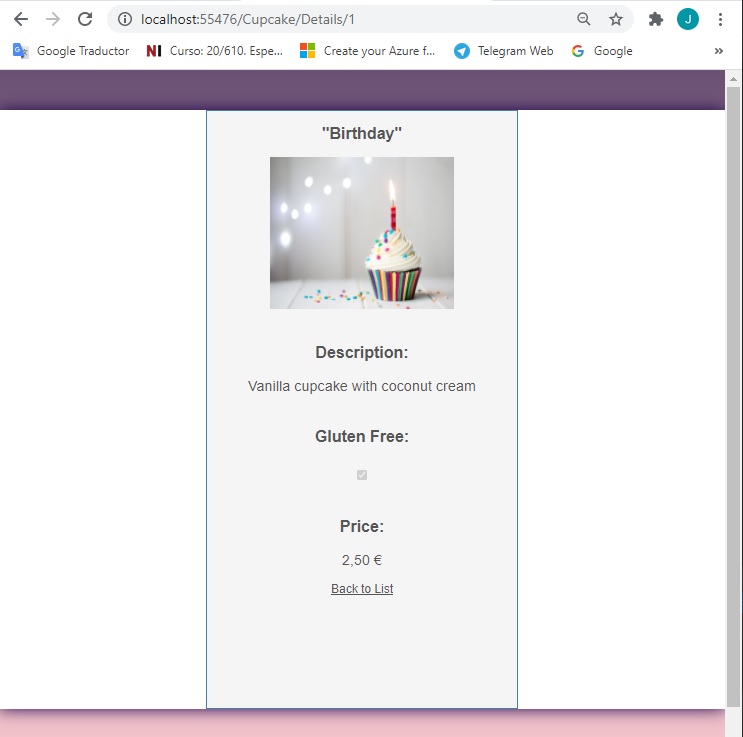 localhost:55476/Cupcake/Details/1
J
Google Traductor
NI
Curso: 20/610. Espe...
Create your Azure f...
Telegram Web
G
Google
»
"Birthday"
Description:
Vanilla cupcake with coconut cream
Gluten Free:
Price:
2,50 €
Back to List